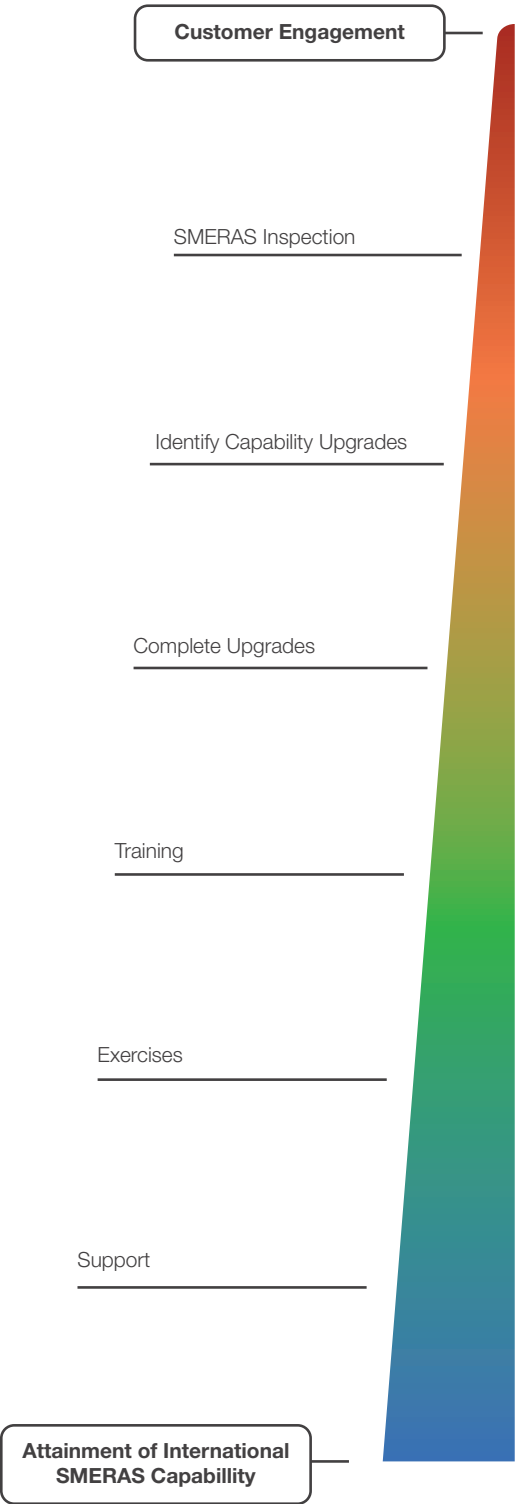 Customer Engagement
SMERAS Inspection
Identify Capability Upgrades
Complete Upgrades
Training
Exercises
Support
Attainment of International
SMERAS Capabillity